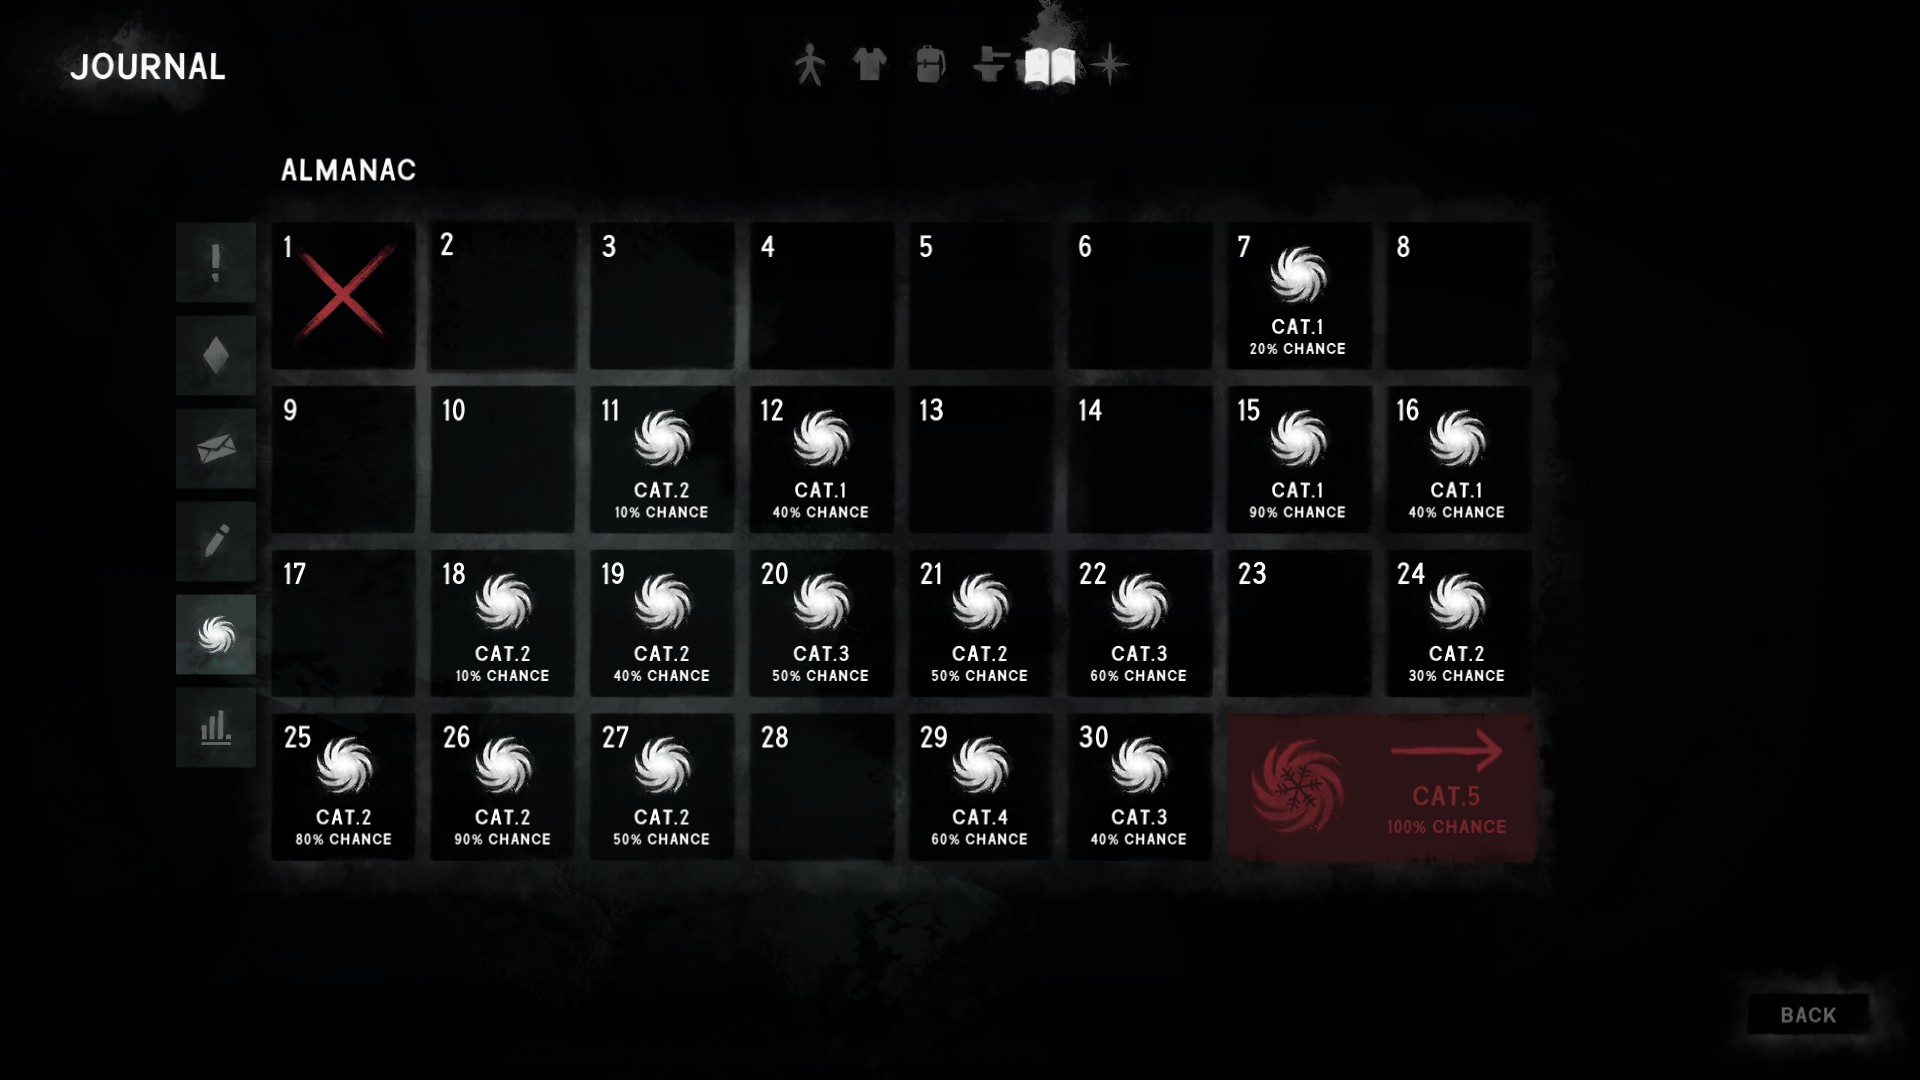 JOURNAL
ALMANAC
1
2
3
4
5
6
7
CAT.1
20% CHANCE
8
9
10
11
CAT.2
10% CHANCE
12
CAT.1
40% CHANCE
13
14
15
CAT.1
90% CHANCE
16
CAT.1
40% CHANCE
17
18
CAT.2
10% CHANCE
19
CAT.2
40% CHANCE
20
CAT.3
50% CHANCE
21
CAT.2
50% CHANCE
22
CAT.3
60% CHANCE
23
24
CAT.2
30% CHANCE
25
CAT.2
80% CHANCE
26
CAT.2
90% CHANCE
27
CAT.2
50% CHANCE
28
29
CAT.4
60% CHANCE
30
CAT.3
40% CHANCE
CAT.5
100% CHANCE
BACK